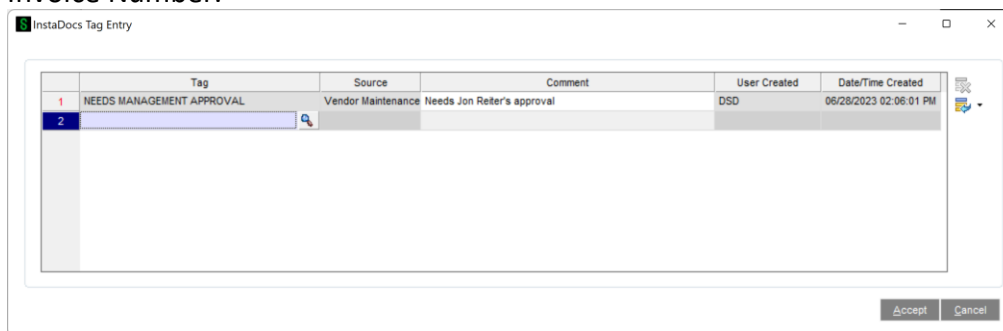 Invoice Number.
S InstaDocs Tag Entry
Tag Source Comment User Created Date/Time Created
1 NEEDS MANAGEMENT APPROVAL Vendor Maintenance Needs Jon Reiter's approval DSD 06/28/2023 02:06:01 PM
2
Accept Cancel